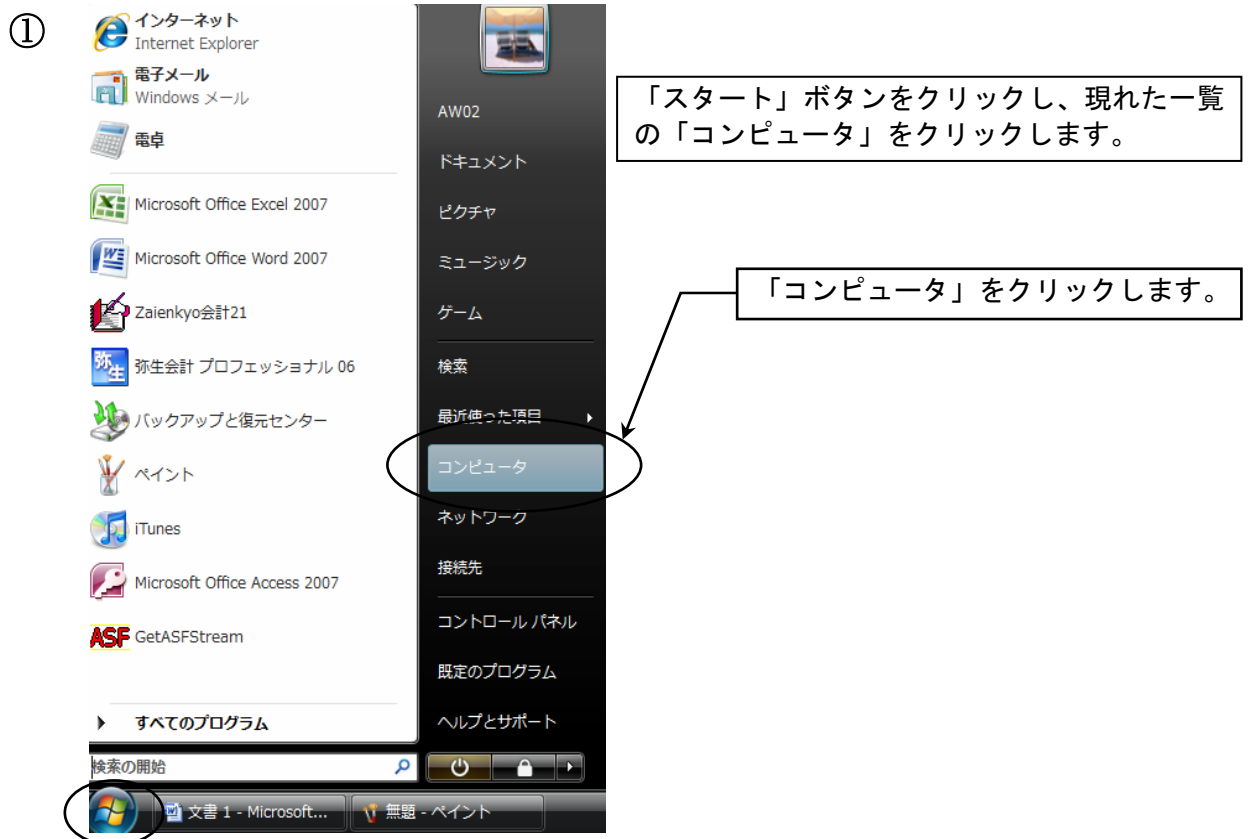 ①
インターネット
Internet Explorer
電子メール
Windows メール
電卓
Microsoft Office Excel 2007
Microsoft Office Word 2007
Zaienkyo会計21
弥生
弥生会計 プロフェッショナル 06
バックアップと復元センター
ペイント
iTunes
Microsoft Office Access 2007
ASF GetASFStream
すべてのプログラム
検索の開始
AW02
ドキュメント
ピクチャ
ミュージック
ゲーム
検索
最近使った項目
コンピュータ
ネットワーク
接続先
コントロール パネル
既定のプログラム
ヘルプとサポート
文書 1 - Microsoft...
無題 - ペイント
「スタート」ボタンをクリックし、現れた一覧
の「コンピュータ」をクリックします。
「コンピュータ」をクリックします。